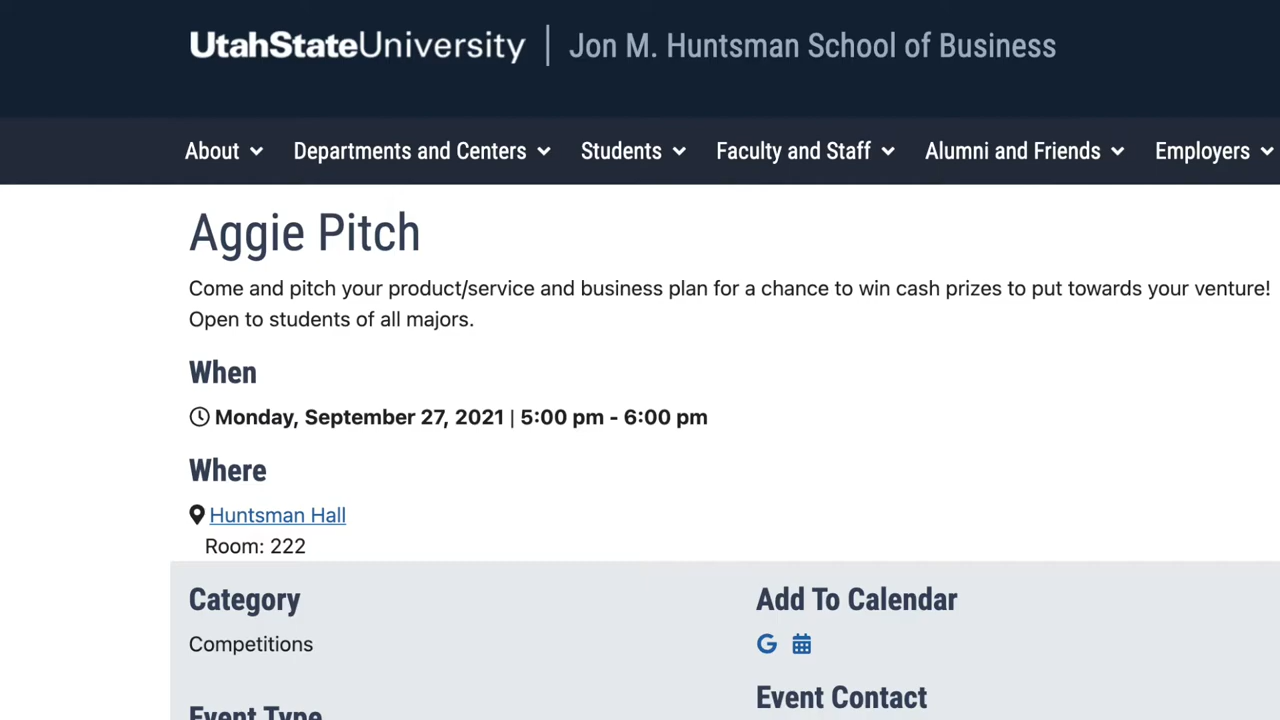 UtahStateUniversity | Jon M. Huntsman School of Business
About Departments and Centers Students Faculty and Staff Alumni and Friends Employers
Aggie Pitch
Come and pitch your product/service and business plan for a chance to win cash prizes to put towards your venture!
Open to students of all majors.
When
Monday, September 27, 2021 | 5:00 pm - 6:00 pm
Where
Huntsman Hall
Room: 222
Category
Competitions
Add To Calendar
G
Event Contact
Event Type